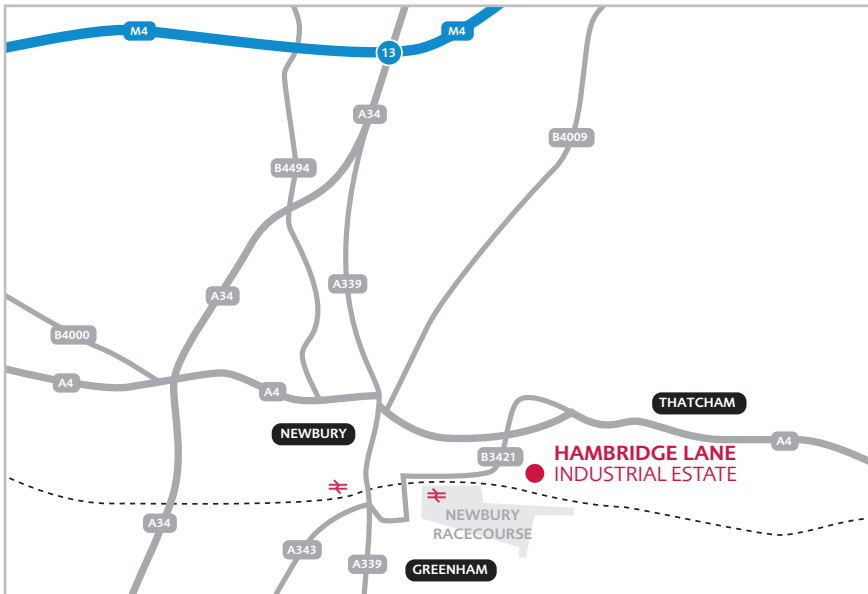 M4
M4
13
A34
B4009
B4494
A339
A34
B4000
A4
A4
THATCHAM
NEWBURY
A4
HAMBRIDGE LANE
INDUSTRIAL ESTATE
B3421
NEWBURY
RACECOURSE
A34
A343
A339
GREENHAM